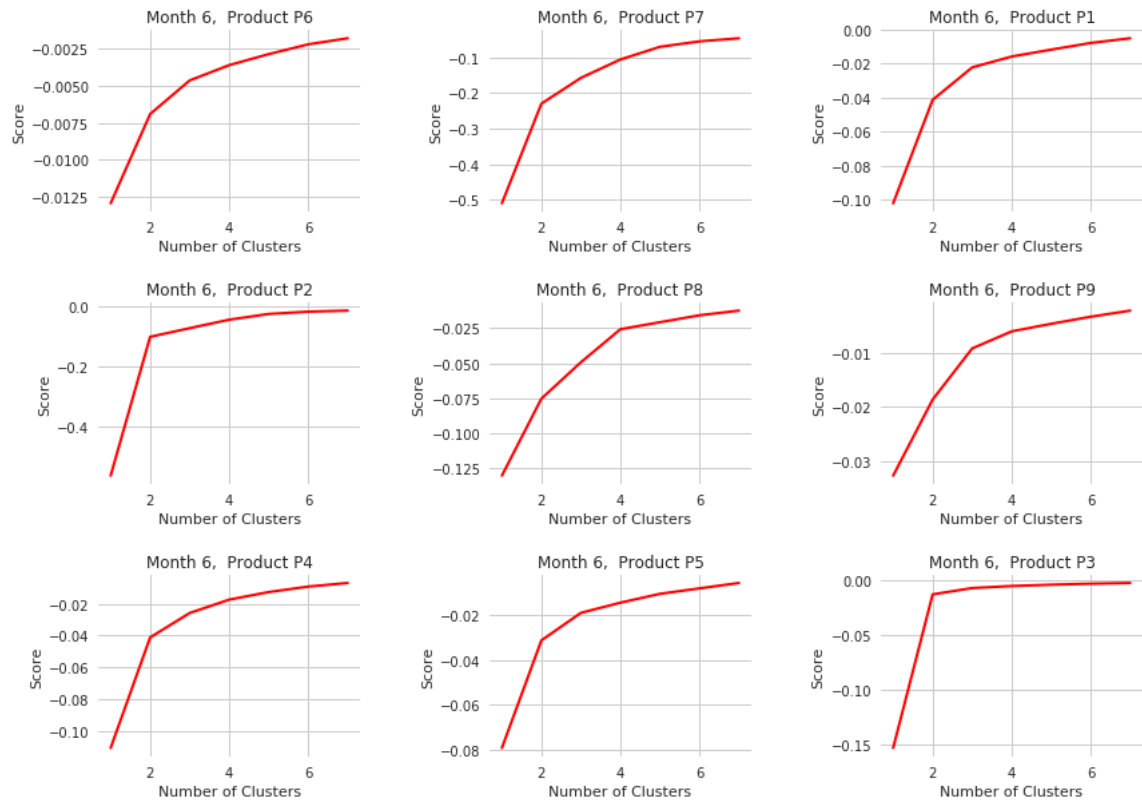 Month 6,  Product P6
Score
−0.0025
−0.0050
−0.0075
−0.0100
−0.0125
2 4 6
Number of Clusters
Month 6,  Product P7
Score
−0.1
−0.2
−0.3
−0.4
−0.5
2 4 6
Number of Clusters
Month 6,  Product P1
Score
0.00
−0.02
−0.04
−0.06
−0.08
−0.10
2 4 6
Number of Clusters
Month 6,  Product P2
Score
0.0
−0.2
−0.4
2 4 6
Number of Clusters
Month 6,  Product P8
Score
−0.025
−0.050
−0.075
−0.100
−0.125
2 4 6
Number of Clusters
Month 6,  Product P9
Score
−0.01
−0.02
−0.03
2 4 6
Number of Clusters
Month 6,  Product P4
Score
−0.02
−0.04
−0.06
−0.08
−0.10
2 4 6
Number of Clusters
Month 6,  Product P5
Score
−0.02
−0.04
−0.06
−0.08
2 4 6
Number of Clusters
Month 6,  Product P3
Score
0.00
−0.05
−0.10
−0.15
2 4 6
Number of Clusters